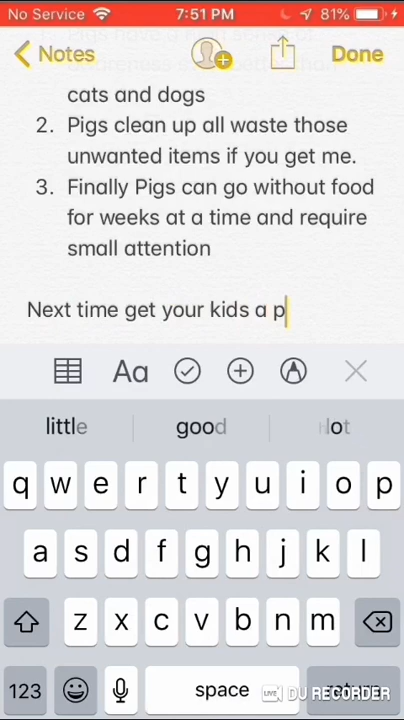 No Service 7:51 PM 81%
Notes Done
cats and dogs
2. Pigs clean up all waste those
unwanted items if you get me.
3. Finally Pigs can go without food
for weeks at a time and require
small attention
Next time get your kids a p
Aa
little good lot
q w e r t y u i o p
a s d f g h j k l
z x c v b n m
123 space
LIVE DU RECORDER